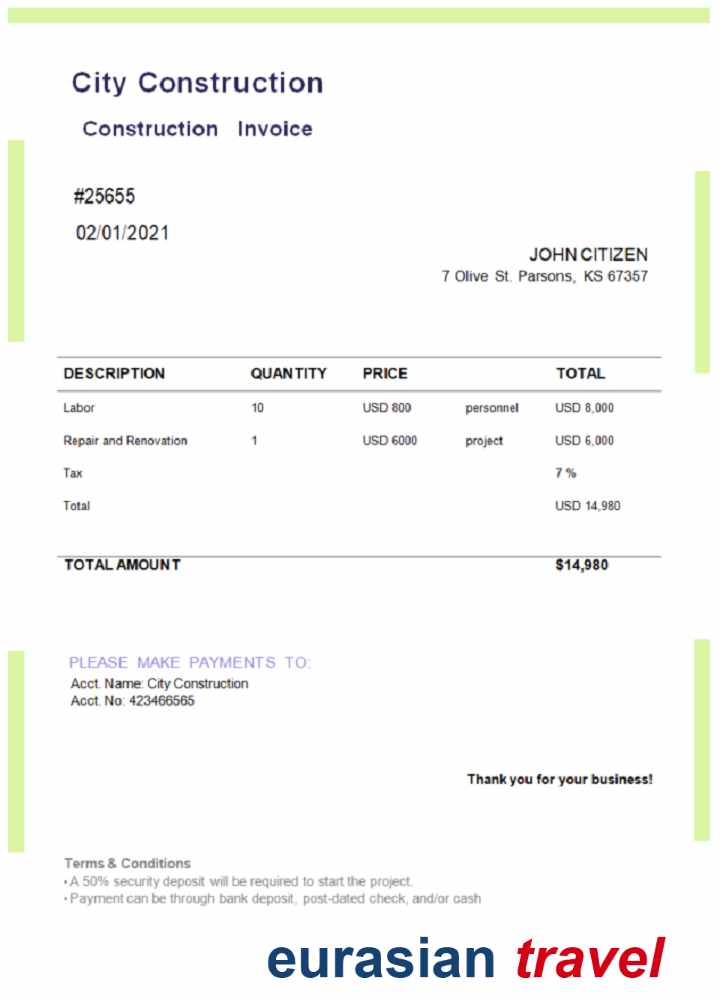 City Construction
Construction Invoice
#25655
02/01/2021
JOHN CITIZEN
7 Olive St. Parsons, KS 67357
DESCRIPTION QUANTITY PRICE TOTAL
Labor 10 USD 800 personnel USD 8,000
Repair and Renovation 1 USD 6000 project USD 6,000
Tax 7 %
Total USD 14,980
TOTAL AMOUNT $14,980
PLEASE MAKE PAYMENTS TO:
Acct. Name: City Construction
Acct. No: 423466565
Thank you for your business!
Terms & Conditions
• A 50% security deposit will be required to start the project.
• Payment can be through bank deposit, post-dated check, and/or cash
eurasian travel